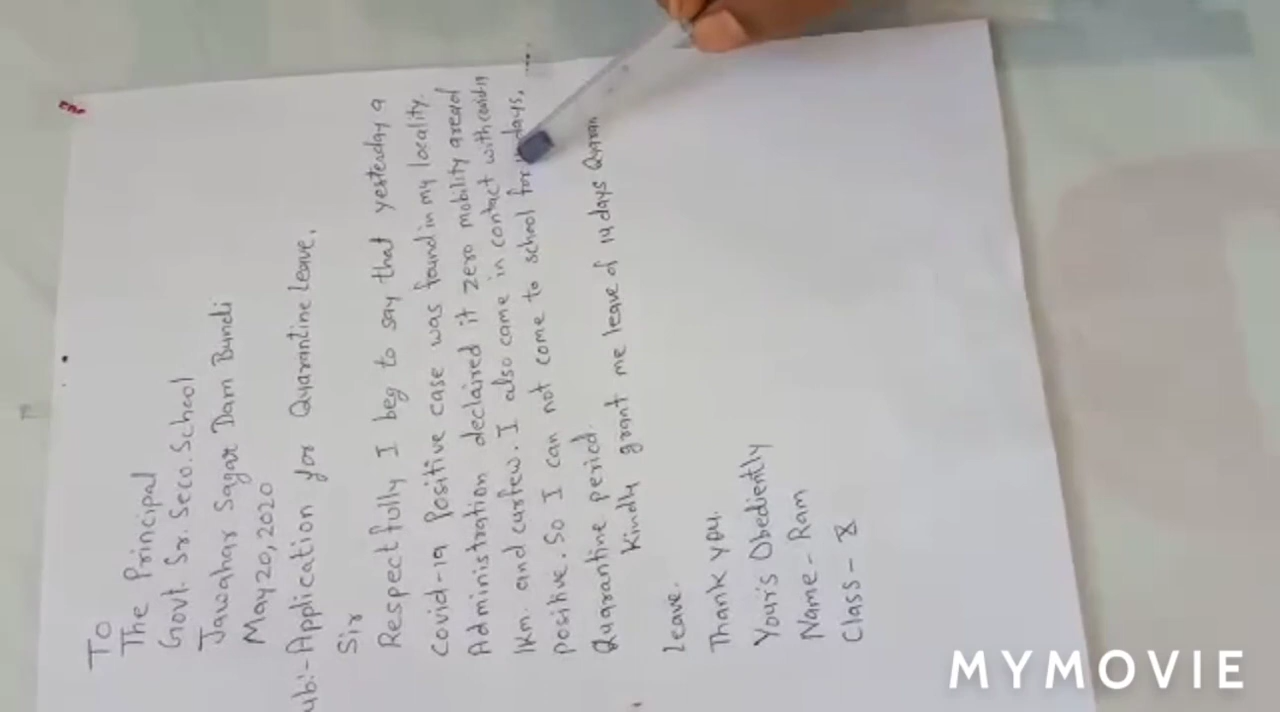 To
The Principal
Govt. Sr. Seco. School
Jawahar Sagar Dam Bundi
May 20, 2020
ub:- Application for Quarantine leave.
Sir
Respectfully I beg to say that yesterday a
Covid-19 Positive case was found in my locality.
Administration declaired it zero mobility area of
1Km. and curfew. I also came in contact with covid-19
positive. So I can not come to school for days,
Quarantine period.
Kindly grant me leave of 14 days Quran
leave.
Thank you.
Your's Obediently
Name - Ram
Class - X
MYMOVIE